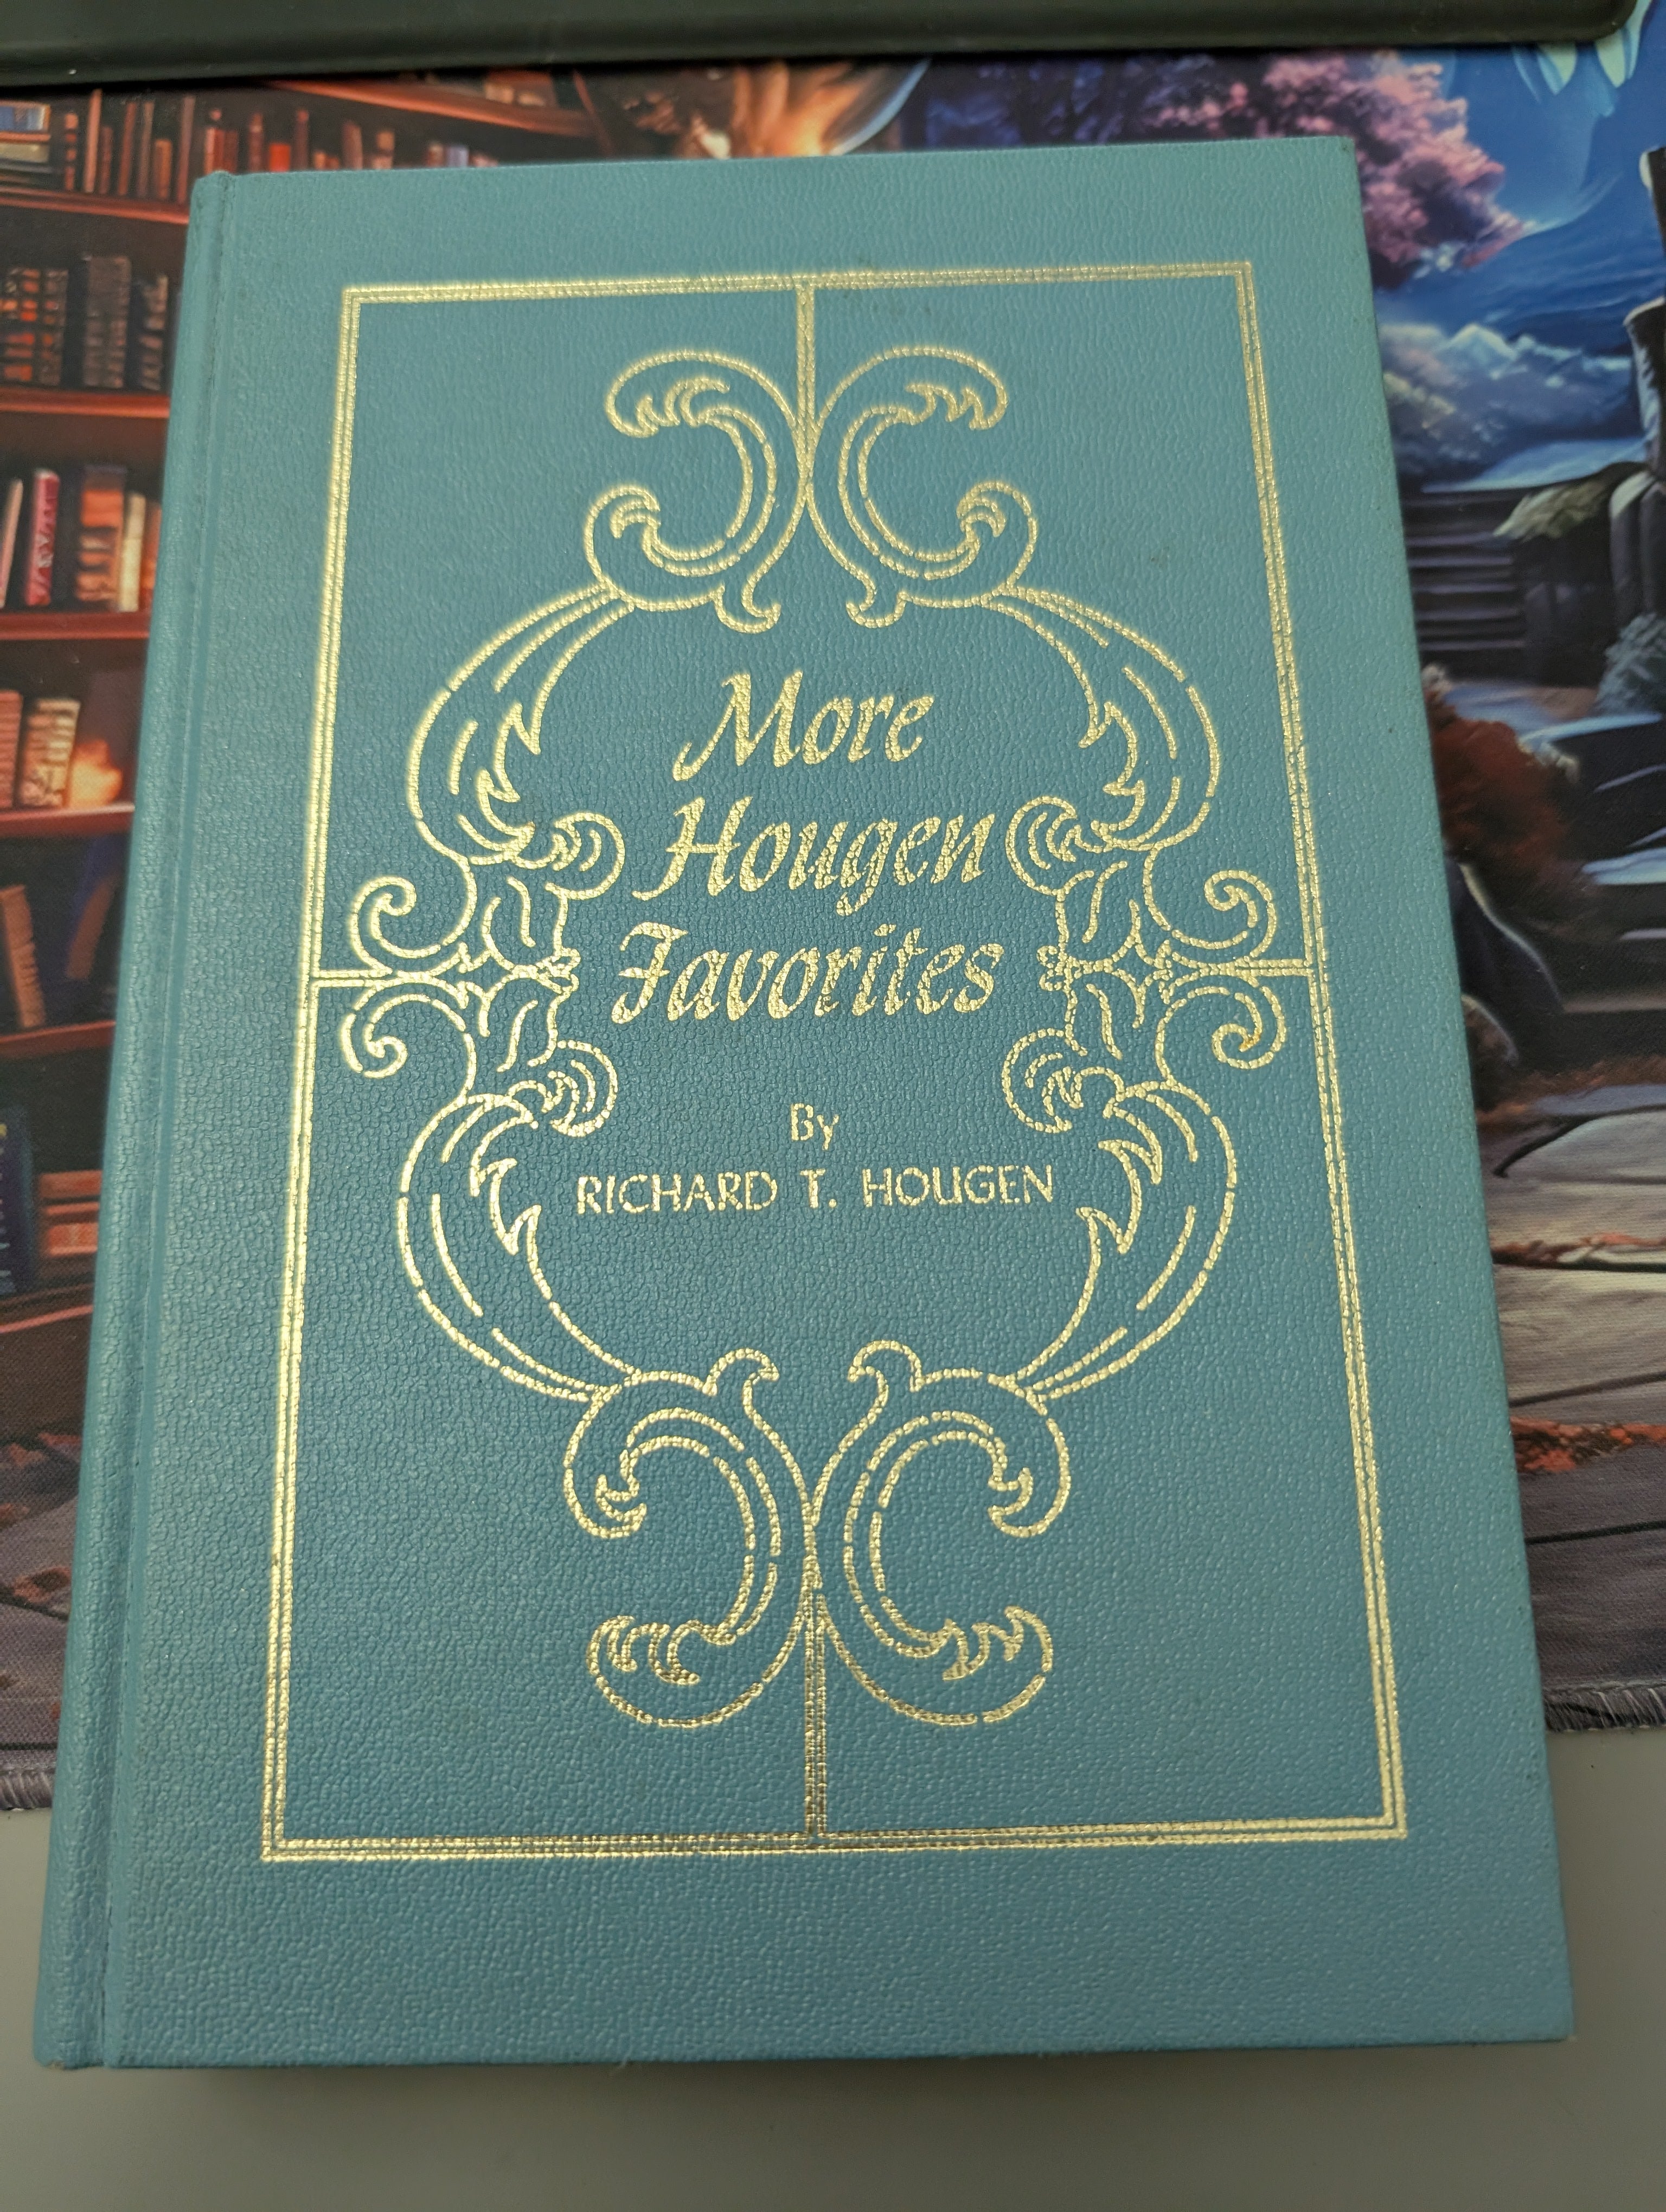 More
Hougen
Favorites
By
RICHARD T. HOUGEN